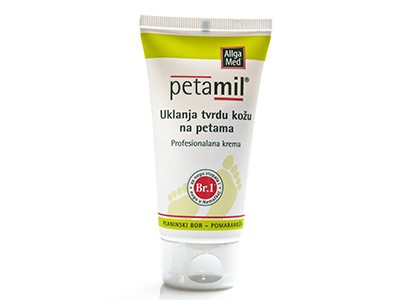 Allga
Med
petamil®
Uklanja tvrdu kožu
na petama
Profesionalana krema
Br.1
PLANINSKI BOR – POMARANDŽA